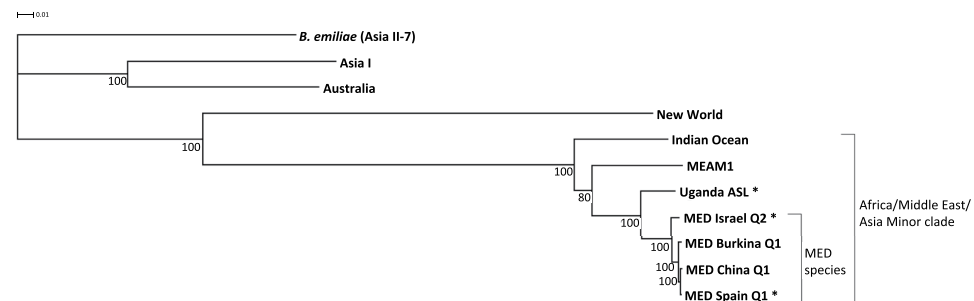 0.01
B. emiliae (Asia II-7)
Asia I
100
Australia
New World
100
Indian Ocean
100
MEAM1
80
Uganda ASL *
Africa/Middle East/
Asia Minor clade
100
MED Israel Q2 *
100
MED Burkina Q1
MED
species
100
MED China Q1
100
MED Spain Q1 *